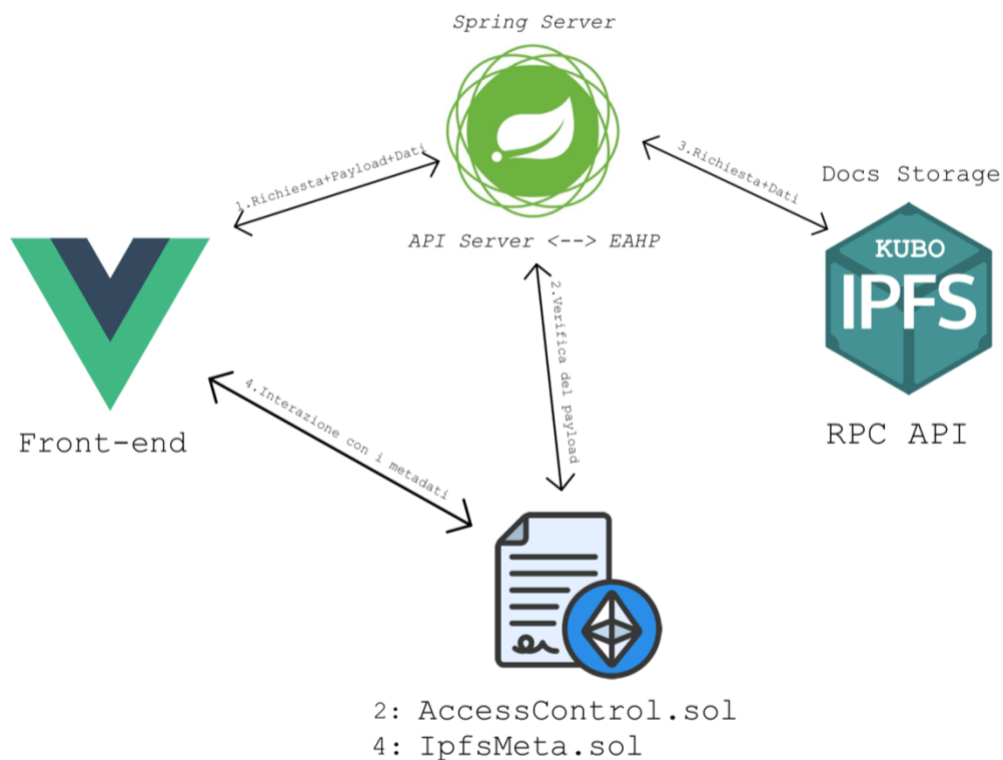 Spring Server
1.Richiesta+Payload+Dati
3.Richiesta+Dati
Docs Storage
API Server <--> EAHP
KUBO
IPFS
2.Verifica del payload
4.Interazione con i metadati
Front-end
RPC API
2: AccessControl.sol
4: IpfsMeta.sol